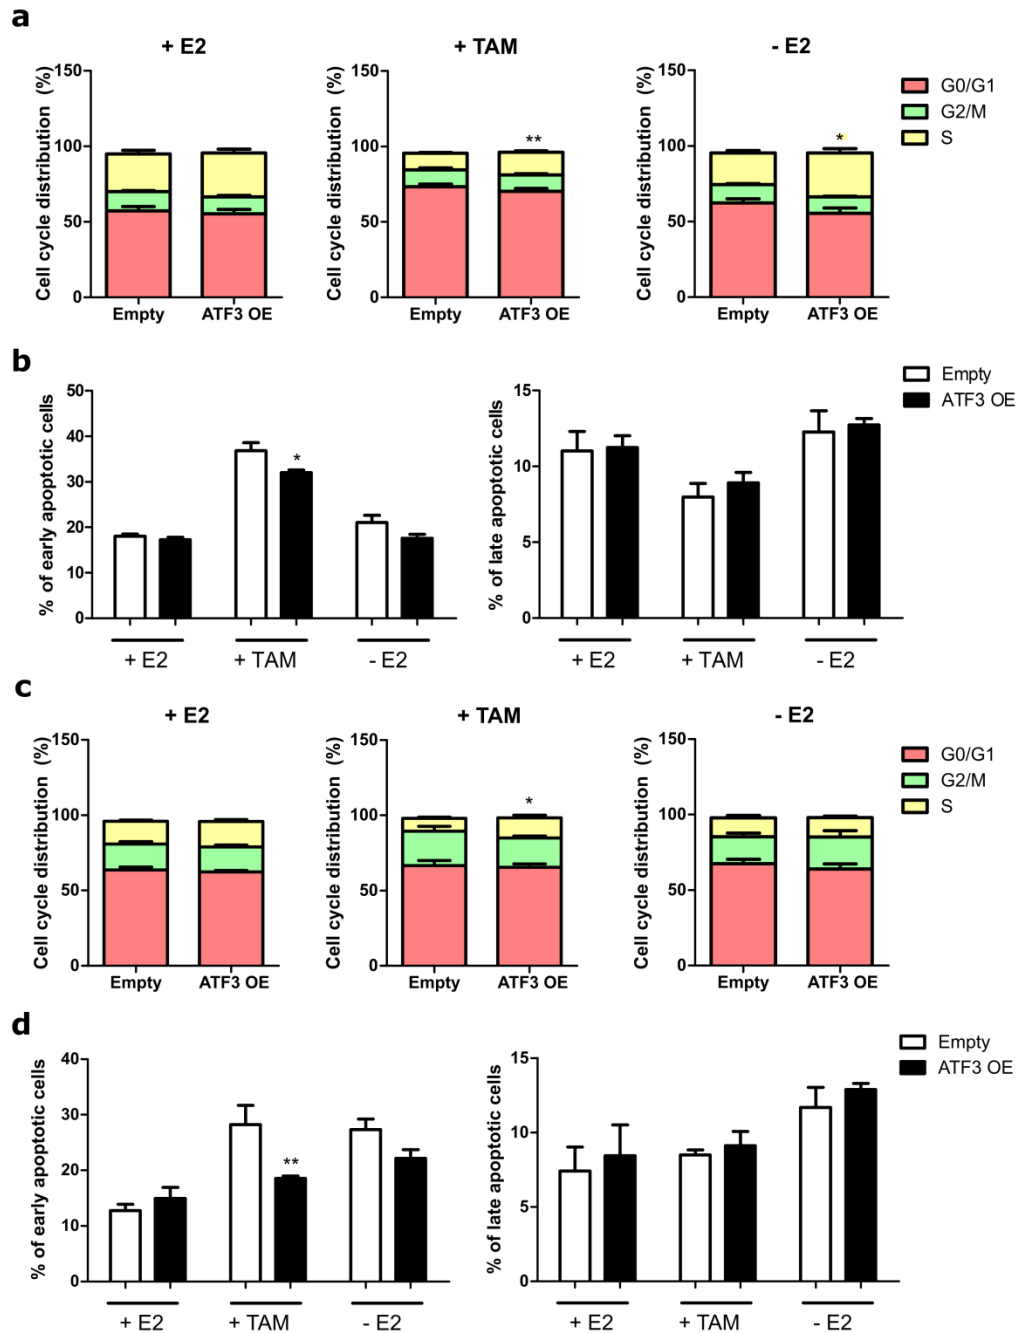 a
+ E2
+ TAM
- E2
Cell cycle distribution (%)
150
100
50
0
Empty
ATF3 OE
Cell cycle distribution (%)
150
100
50
0
**
Empty
ATF3 OE
Cell cycle distribution (%)
150
100
50
0
*
Empty
ATF3 OE
G0/G1
G2/M
S
b
% of early apoptotic cells
50
40
30
20
10
0
*
+ E2
+ TAM
- E2
% of late apoptotic cells
15
10
5
0
+ E2
+ TAM
- E2
Empty
ATF3 OE
c
+ E2
+ TAM
- E2
Cell cycle distribution (%)
150
100
50
0
Empty
ATF3 OE
Cell cycle distribution (%)
150
100
50
0
*
Empty
ATF3 OE
Cell cycle distribution (%)
150
100
50
0
Empty
ATF3 OE
G0/G1
G2/M
S
d
% of early apoptotic cells
40
30
20
10
0
**
+ E2
+ TAM
- E2
% of late apoptotic cells
15
10
5
0
+ E2
+ TAM
- E2
Empty
ATF3 OE